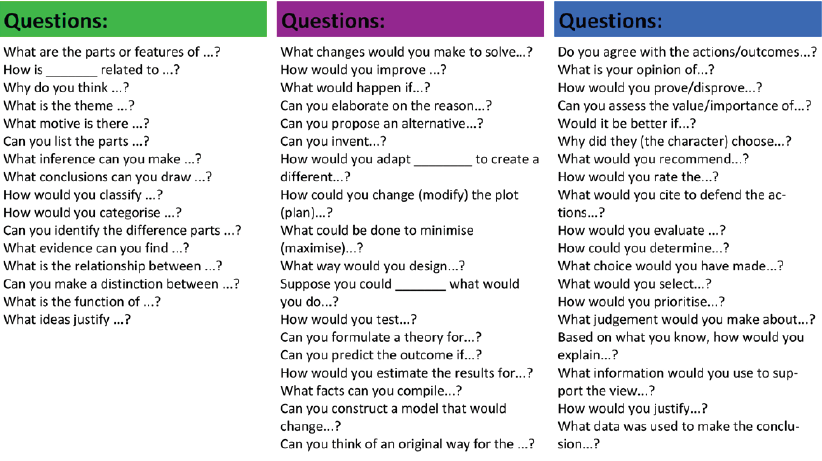 Questions:
What are the parts or features of ...?
How is _______ related to ...?
Why do you think ...?
What is the theme ...?
What motive is there ...?
Can you list the parts ...?
What inference can you make ...?
What conclusions can you draw ...?
How would you classify ...?
How would you categorise ...?
Can you identify the difference parts ...?
What evidence can you find ...?
What is the relationship between ...?
Can you make a distinction between ...?
What is the function of ...?
What ideas justify ...?
Questions:
What changes would you make to solve...?
How would you improve ...?
What would happen if...?
Can you elaborate on the reason...?
Can you propose an alternative...?
Can you invent...?
How would you adapt ________ to create a
different...?
How could you change (modify) the plot
(plan)...?
What could be done to minimise
(maximise)...?
What way would you design...?
Suppose you could _______ what would
you do...?
How would you test...?
Can you formulate a theory for...?
Can you predict the outcome if...?
How would you estimate the results for...?
What facts can you compile...?
Can you construct a model that would
change...?
Can you think of an original way for the ...?
Questions:
Do you agree with the actions/outcomes...?
What is your opinion of...?
How would you prove/disprove...?
Can you assess the value/importance of...?
Would it be better if...?
Why did they (the character) choose...?
What would you recommend...?
How would you rate the...?
What would you cite to defend the ac-
tions...?
How would you evaluate ...?
How could you determine...?
What choice would you have made...?
What would you select...?
How would you prioritise...?
What judgement would you make about...?
Based on what you know, how would you
explain...?
What information would you use to sup-
port the view...?
How would you justify...?
What data was used to make the conclu-
sion...?